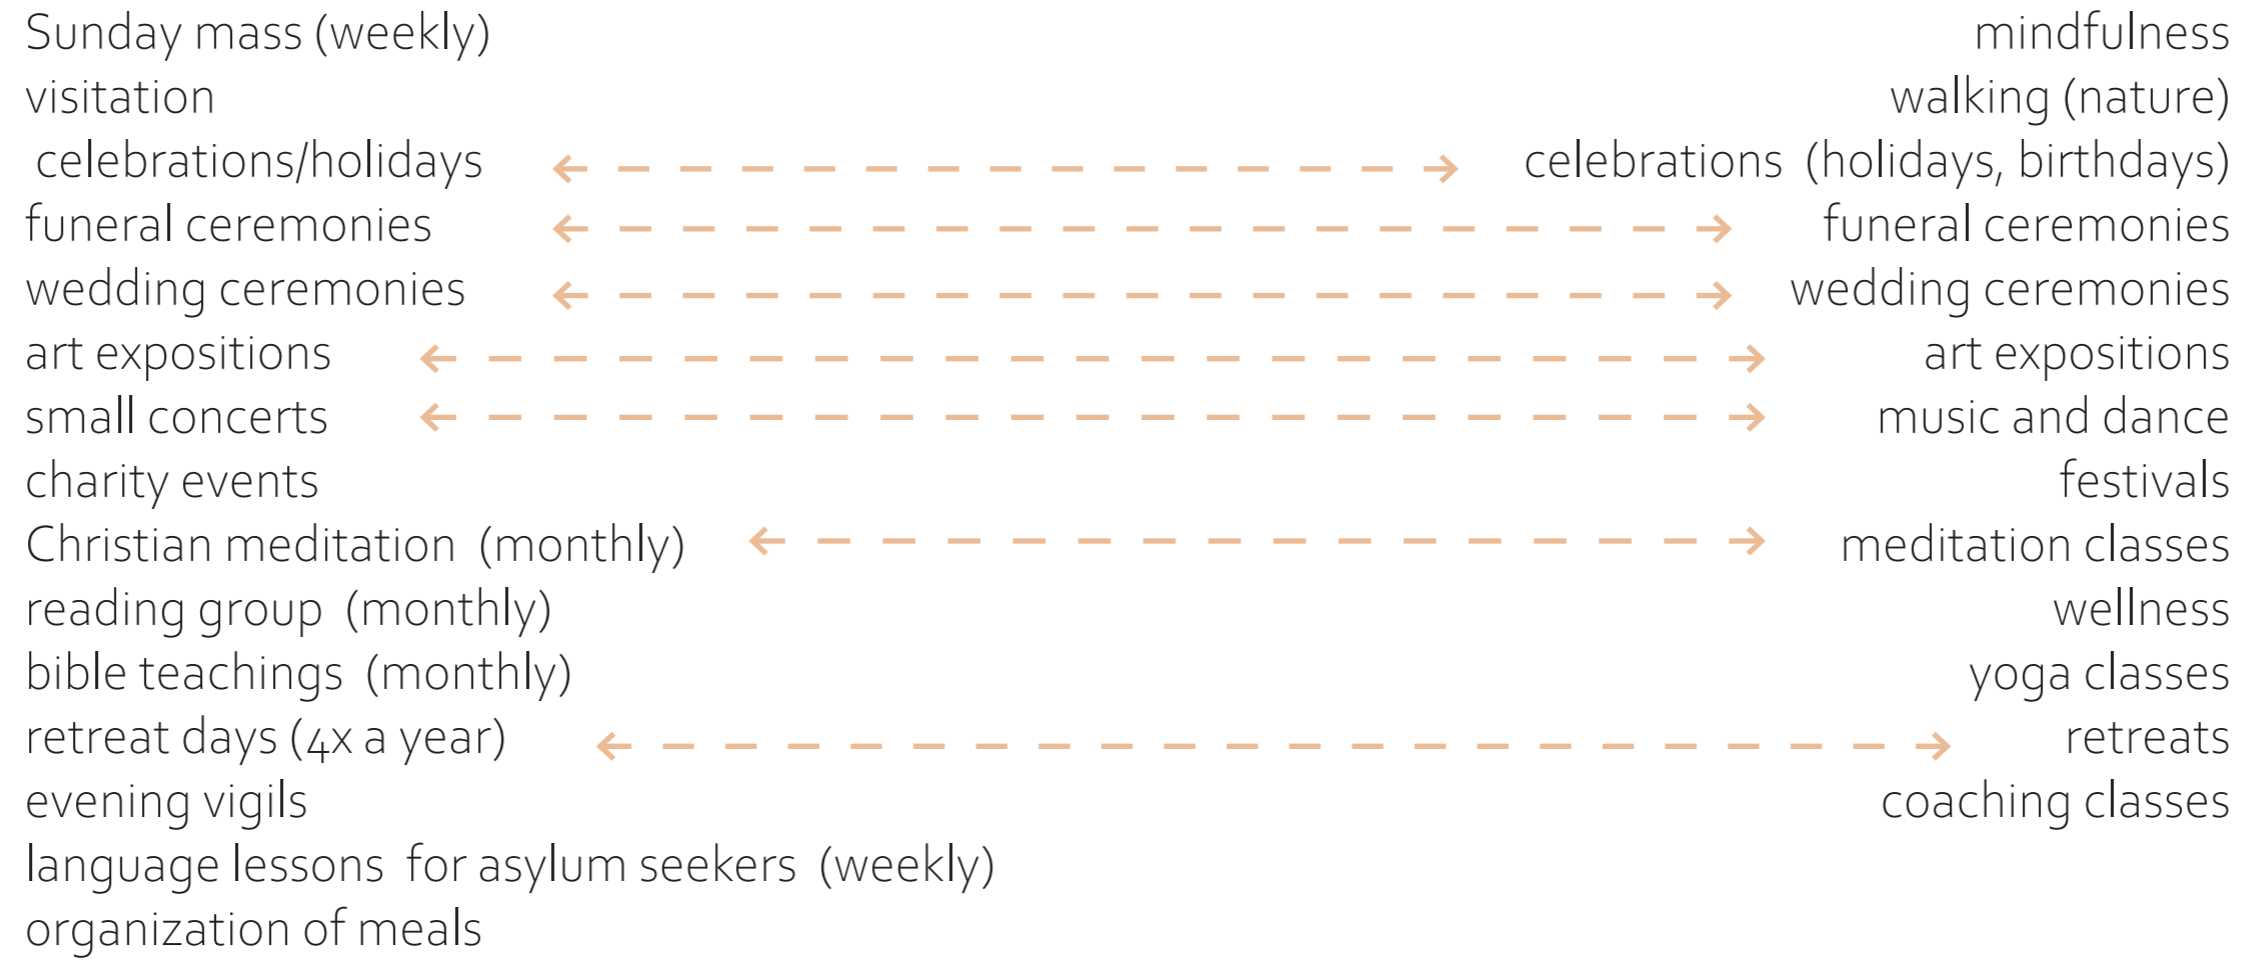 Sunday mass (weekly) mindfulness
visitation walking (nature)
celebrations/holidays celebrations (holidays, birthdays)
funeral ceremonies funeral ceremonies
wedding ceremonies wedding ceremonies
art expositions art expositions
small concerts music and dance
charity events festivals
Christian meditation (monthly) meditation classes
reading group (monthly) wellness
bible teachings (monthly) yoga classes
retreat days (4x a year) retreats
evening vigils coaching classes
language lessons for asylum seekers (weekly)
organization of meals